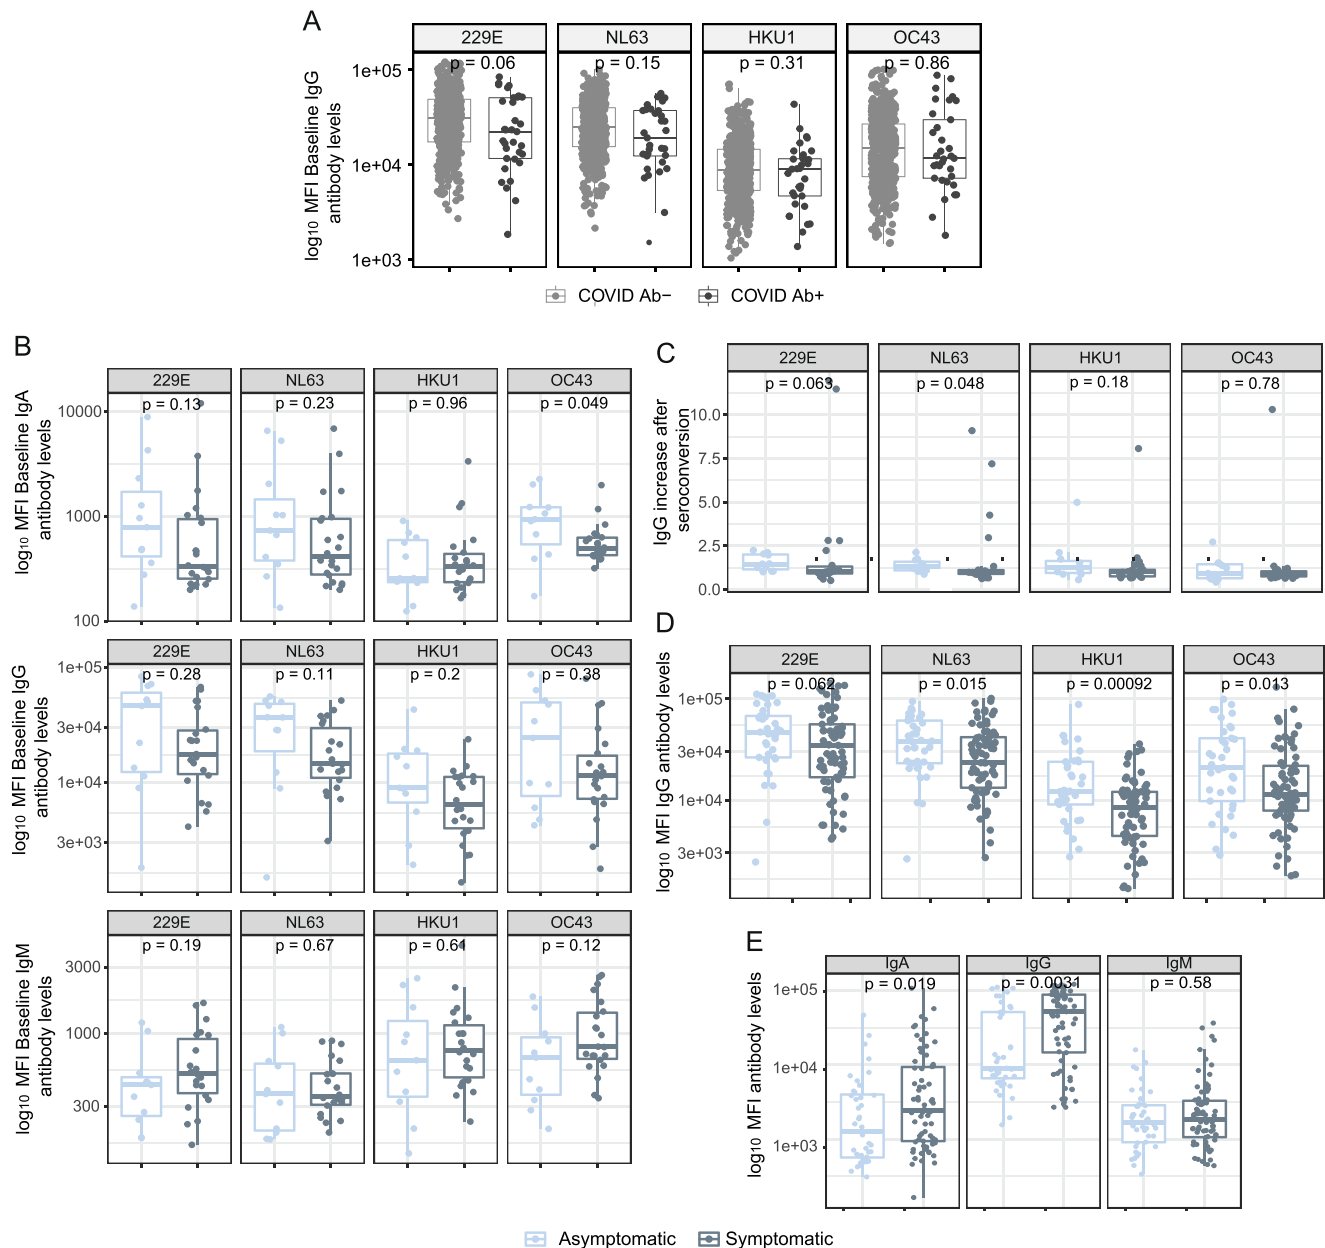 A
229E NL63 HKU1 OC43
p = 0.06 p = 0.15 p = 0.31 p = 0.86
log10 MFI Baseline IgG
antibody levels
1e+05
1e+04
1e+03
COVID Ab− COVID Ab+
B
229E NL63 HKU1 OC43
p = 0.13 p = 0.23 p = 0.96 p = 0.049
log10 MFI Baseline IgA
antibody levels
10000
1000
100
229E NL63 HKU1 OC43
p = 0.28 p = 0.11 p = 0.2 p = 0.38
log10 MFI Baseline IgG
antibody levels
1e+05
3e+04
1e+04
3e+03
229E NL63 HKU1 OC43
p = 0.19 p = 0.67 p = 0.61 p = 0.12
log10 MFI Baseline IgM
antibody levels
3000
1000
300
C
229E NL63 HKU1 OC43
p = 0.063 p = 0.048 p = 0.18 p = 0.78
IgG increase after
seroconversion
10.0
7.5
5.0
2.5
0.0
D
229E NL63 HKU1 OC43
p = 0.062 p = 0.015 p = 0.00092 p = 0.013
log10 MFI IgG antibody levels
1e+05
3e+04
1e+04
3e+03
E
IgA IgG IgM
p = 0.019 p = 0.0031 p = 0.58
log10 MFI antibody levels
1e+05
1e+04
1e+03
Asymptomatic Symptomatic